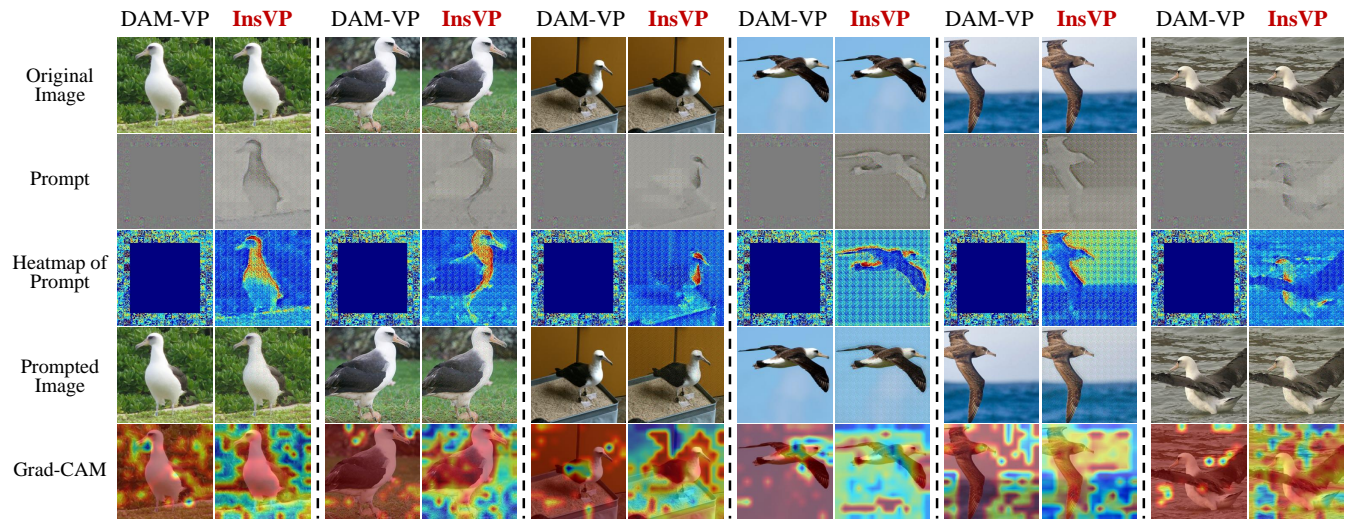 DAM-VP InsVP DAM-VP InsVP DAM-VP InsVP DAM-VP InsVP DAM-VP InsVP DAM-VP InsVP
Original
Image
Prompt
Heatmap of
Prompt
Prompted
Image
Grad-CAM